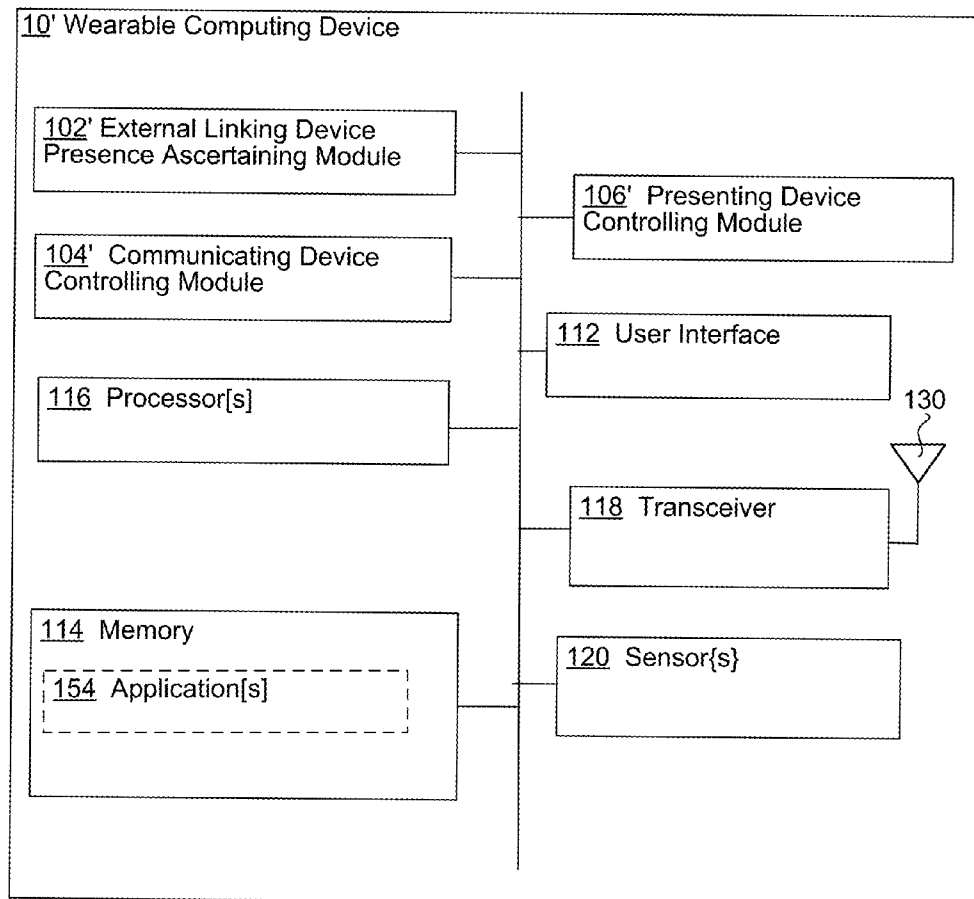 10' Wearable Computing Device
102' External Linking Device
Presence Ascertaining Module
106' Presenting Device
Controlling Module
104' Communicating Device
Controlling Module
112 User Interface
116 Processor[s]
130
118 Transceiver
114 Memory
154 Application[s]
120 Sensor{s}